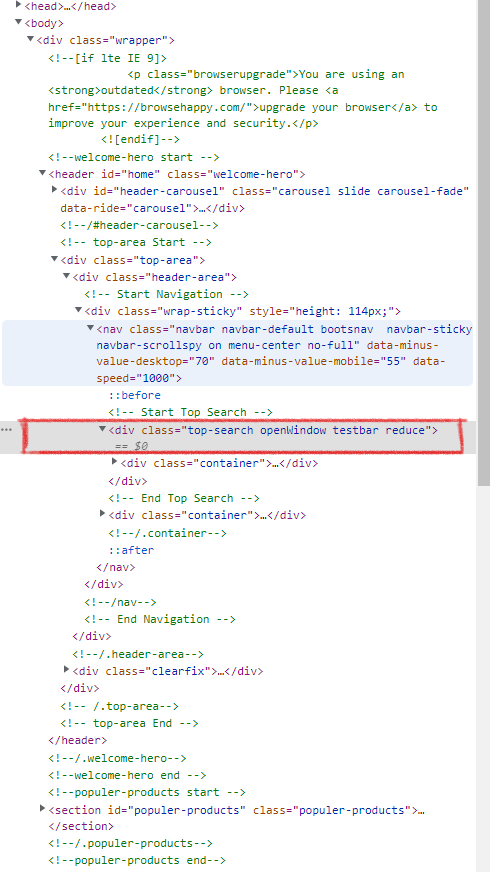 <head>…</head>
<body>
<div class="wrapper">
<!--[if lte IE 9]>
<p class="browserupgrade">You are using an
<strong>outdated</strong> browser. Please <a
href="https://browsehappy.com/">upgrade your browser</a> to
improve your experience and security.</p>
<![endif]-->
<!--welcome-hero start -->
<header id="home" class="welcome-hero">
<div id="header-carousel" class="carousel slide carousel-fade"
data-ride="carousel">…</div>
<!--/#header-carousel-->
<!-- top-area Start -->
<div class="top-area">
<div class="header-area">
<!-- Start Navigation -->
<div class="wrap-sticky" style="height: 114px;">
<nav class="navbar navbar-default bootsnav  navbar-sticky
navbar-scrollspy on menu-center no-full" data-minus-
value-desktop="70" data-minus-value-mobile="55" data-
speed="1000">
::before
<!-- Start Top Search -->
<div class="top-search openWindow testbar reduce">
== $0
<div class="container">…</div>
</div>
<!-- End Top Search -->
<div class="container">…</div>
<!--/.container-->
::after
</nav>
</div>
<!--/nav-->
<!-- End Navigation -->
</div>
<!--/.header-area-->
<div class="clearfix">…</div>
</div>
<!-- /.top-area-->
<!-- top-area End -->
</header>
<!--/.welcome-hero-->
<!--welcome-hero end -->
<!--populer-products start -->
<section id="populer-products" class="populer-products">…
</section>
<!--/.populer-products-->
<!--populer-products end-->